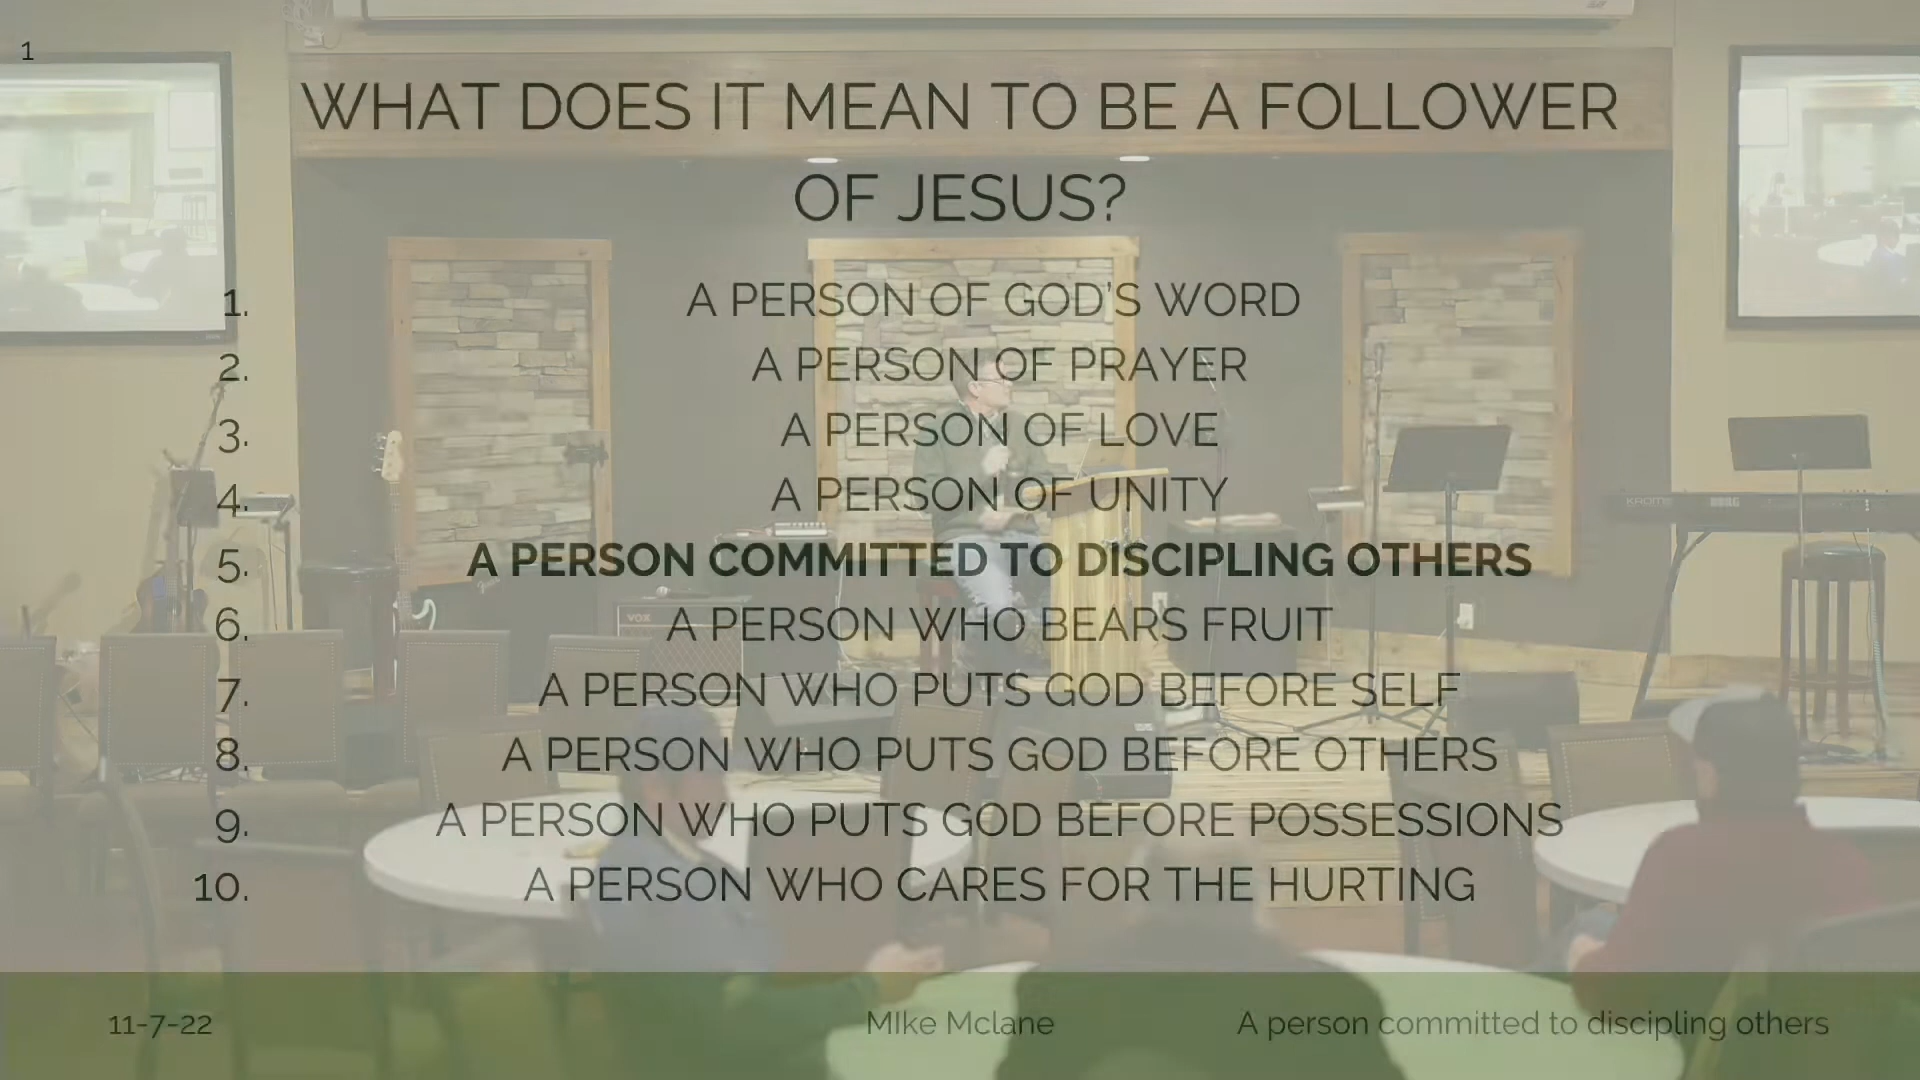 1
WHAT DOES IT MEAN TO BE A FOLLOWER
OF JESUS?
1. A PERSON OF GOD'S WORD
2. A PERSON OF PRAYER
3. A PERSON OF LOVE
4. A PERSON OF UNITY
5. A PERSON COMMITTED TO DISCIPLING OTHERS
6. A PERSON WHO BEARS FRUIT
7. A PERSON WHO PUTS GOD BEFORE SELF
8. A PERSON WHO PUTS GOD BEFORE OTHERS
9. A PERSON WHO PUTS GOD BEFORE POSSESSIONS
10. A PERSON WHO CARES FOR THE HURTING
VOX
KROME KORG
11-7-22 MIke Mclane A person committed to discipling others